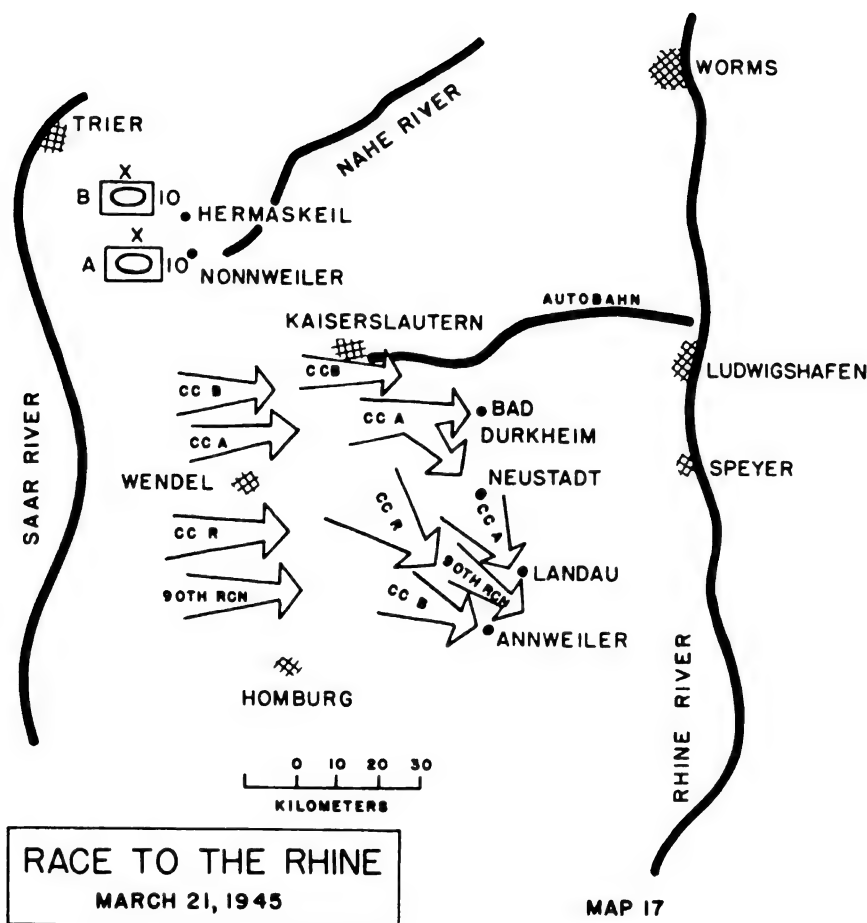 WORMS
TRIER
NAHE RIVER
X
B 10
HERMASKEIL
X
A 10
NONNWEILER
AUTOBAHN
KAISERSLAUTERN
LUDWIGSHAFEN
CC B
CCB
CC A
CC A
BAD
DURKHEIM
SPEYER
NEUSTADT
WENDEL
SAAR RIVER
CC R
CC R
CC A
90TH RCN
90TH RCN
CC B
LANDAU
ANNWEILER
HOMBURG
RHINE RIVER
0 10 20 30
KILOMETERS
RACE TO THE RHINE
MARCH 21, 1945
MAP 17